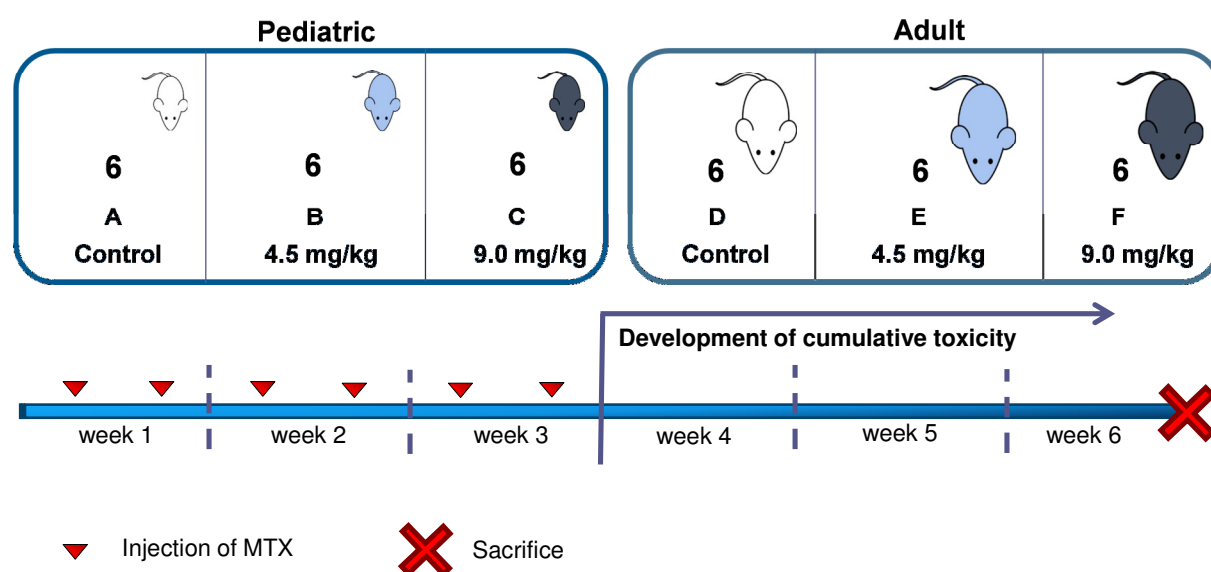 Pediatric
Adult
6
6
6
6
6
6
A
B
C
D
E
F
Control
4.5 mg/kg
9.0 mg/kg
Control
4.5 mg/kg
9.0 mg/kg
Development of cumulative toxicity
week 1
week 2
week 3
week 4
week 5
week 6
Injection of MTX
Sacrifice